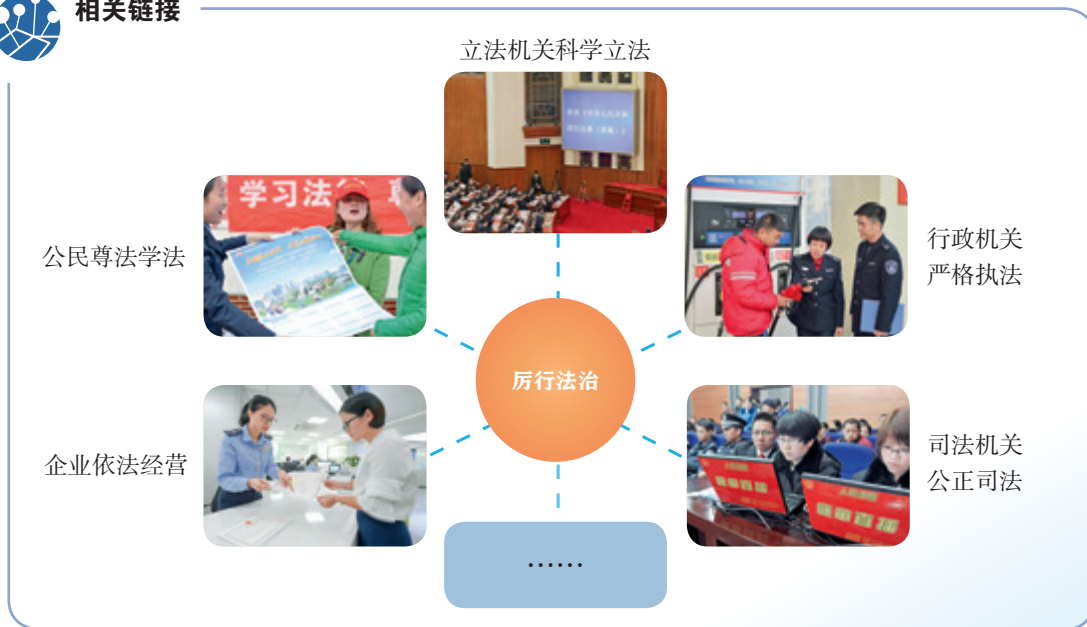 相关链接
立法机关科学立法
学习法
公民尊法学法
行政机关
严格执法
厉行法治
企业依法经营
司法机关
公正司法
……